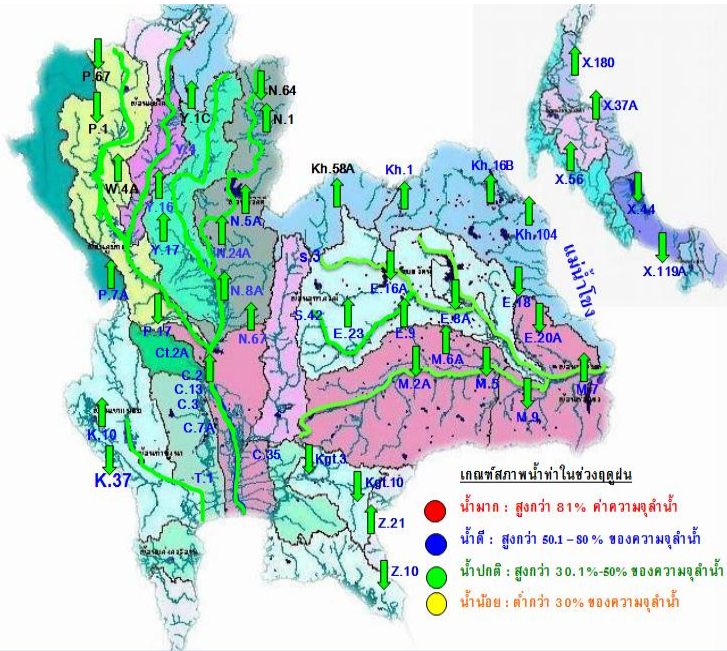 P.67
P.1
W.4A
Y.1C
Y.4
Y.16
Y.17
N.64
N.1
N.5A
N.24A
N.8A
N.67
P.7A
P.17
Ct.2A
C.2
C.13
C.3
C.7A
C.35
T.1
K.10
K.37
Kh.58A
Kh.1
Kh.16B
Kh.104
แม่น้ำโขง
s.3
S.42
E.16A
E.23
E.9
E.8A
E.18
E.20A
M.6A
M.2A
M.5
M.9
M.7
Kgt.3
Kgt.10
Z.21
Z.10
X.180
X.37A
X.56
X.44
X.119A
เกณฑ์สภาพน้ำท่าในช่วงฤดูฝน
น้ำมาก : สูงกว่า 81% ค่าความจุลำน้ำ
น้ำดี : สูงกว่า 50.1 - 80 % ของความจุลำน้ำ
น้ำปกติ : สูงกว่า 30.1%-50% ของความจุลำน้ำ
น้ำน้อย : ต่ำกว่า 30% ของความจุลำน้ำ